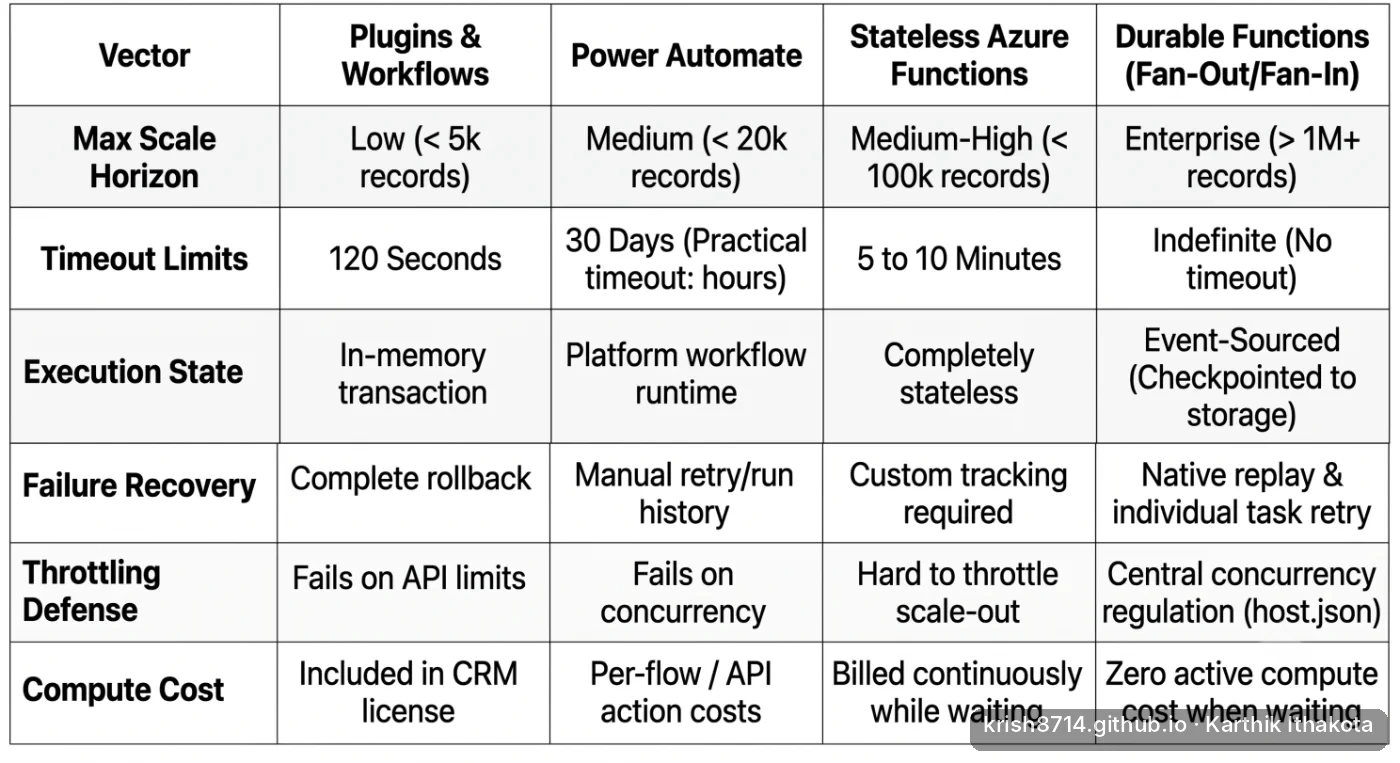 Vector
Plugins &
Workflows
Power Automate
Stateless Azure
Functions
Durable Functions
(Fan-Out/Fan-In)
Max Scale
Horizon
Low (< 5k
records)
Medium (< 20k
records)
Medium-High (<
100k records)
Enterprise (> 1M+
records)
Timeout Limits
120 Seconds
30 Days (Practical
timeout: hours)
5 to 10 Minutes
Indefinite (No
timeout)
Execution State
In-memory
transaction
Platform workflow
runtime
Completely
stateless
Event-Sourced
(Checkpointed to
storage)
Failure Recovery
Complete rollback
Manual retry/run
history
Custom tracking
required
Native replay &
individual task retry
Throttling
Defense
Fails on API limits
Fails on
concurrency
Hard to throttle
scale-out
Central concurrency
regulation (host.json)
Compute Cost
Included in CRM
license
Per-flow / API
action costs
Billed continuously
while waiting
Zero active compute
cost when waiting
krish8714.github.io · Karthik Ithakota